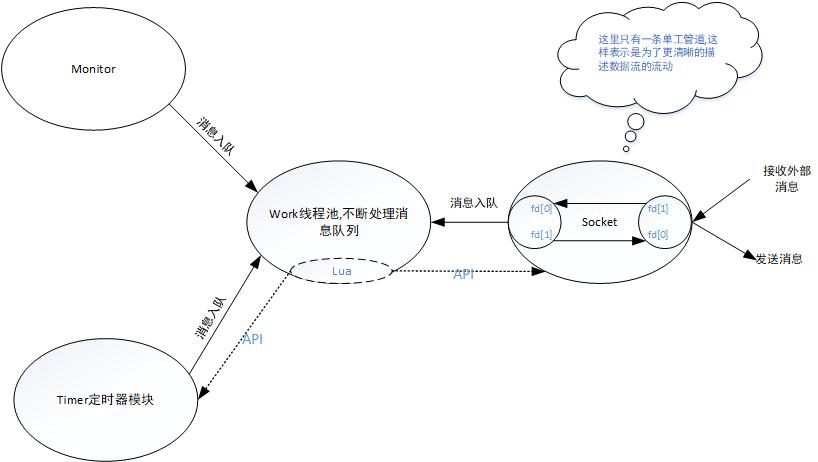 这里只有一条单工管道,这
样表示是为了更清晰的描
述数据流的流动
Monitor
消息入队
接收外部
消息
消息入队
fd[0]
fd[1]
Work线程池,不断处理消
息队列
Socket
fd[1]
fd[0]
发送消息
Lua
API
消息入队
API
Timer定时器模块